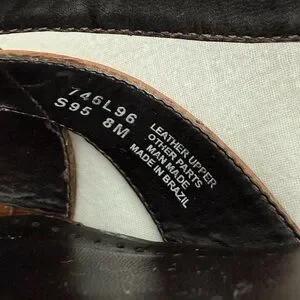 746L96
S95 8M
LEATHER UPPER
OTHER PARTS
MAN MADE
MADE IN BRAZIL